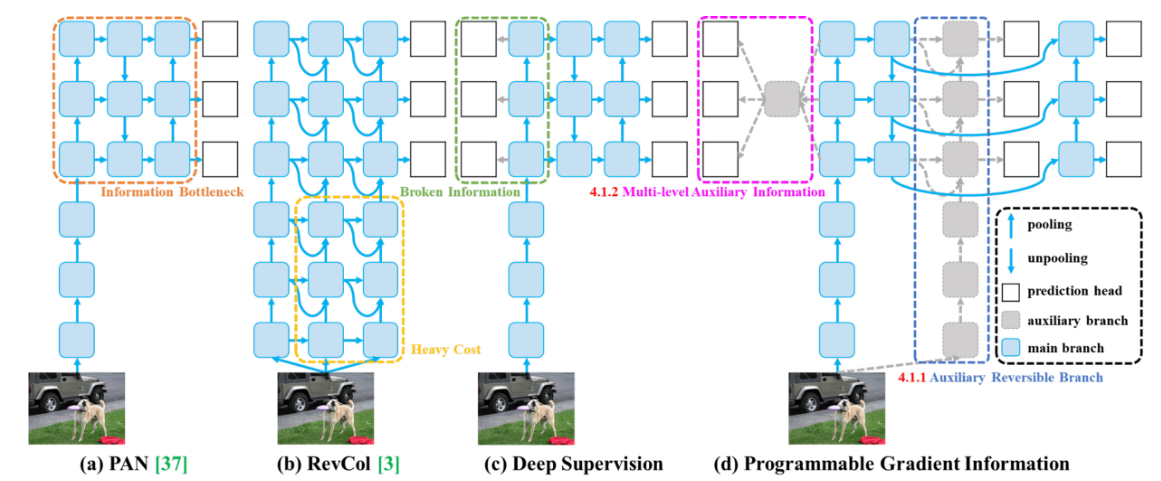 Information Bottleneck
Broken Information
4.1.2 Multi-level Auxiliary Information
pooling
unpooling
prediction head
auxiliary branch
main branch
Heavy Cost
4.1.1 Auxiliary Reversible Branch
(a) PAN [37]
(b) RevCol [3]
(c) Deep Supervision
(d) Programmable Gradient Information